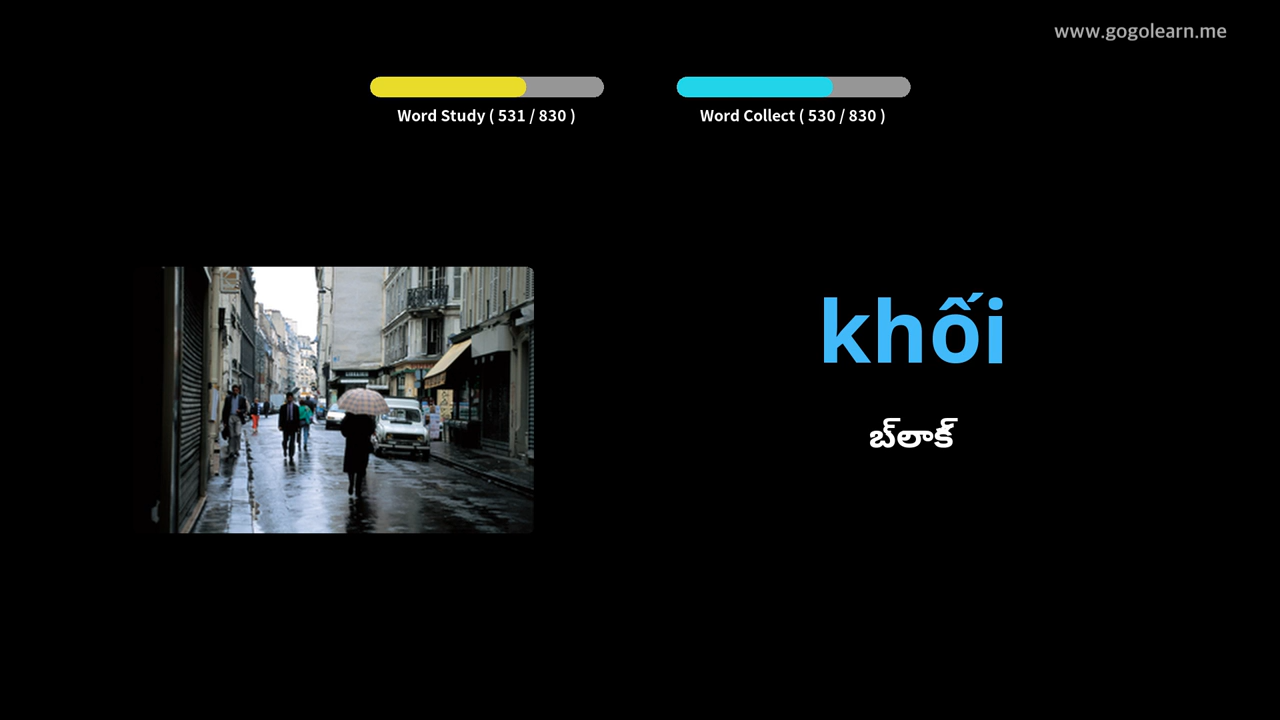 www.gogolearn.me
Word Study ( 531 / 830 )
Word Collect ( 530 / 830 )
khối
బ్‌లాక్